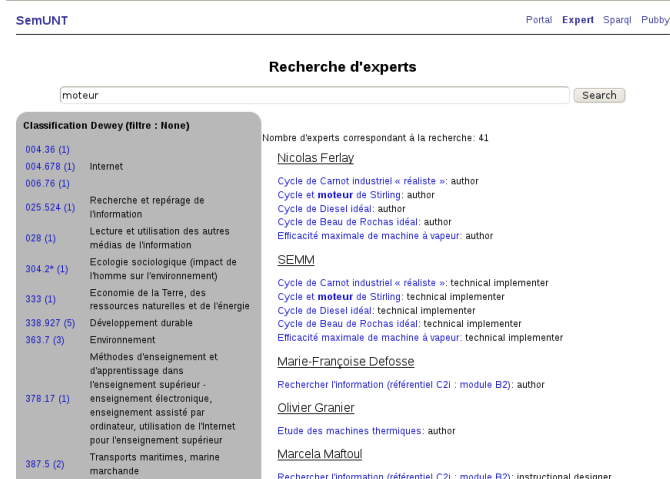 SemUNT
Portal Expert Sparql Pubby
Recherche d'experts
moteur
Search
Classification Dewey (filtre : None)
004.36 (1)
004.678 (1) Internet
006.76 (1)
025.524 (1) Recherche et repérage de
l'information
028 (1) Lecture et utilisation des autres
médias de l'information
304.2* (1) Ecologie sociologique (impact de
l'homme sur l'environnement)
333 (1) Economie de la Terre, des
ressources naturelles et de l'énergie
338.927 (5) Développement durable
363.7 (3) Environnement
378.17 (1) Méthodes d'enseignement et
d'apprentissage dans
l'enseignement supérieur -
enseignement électronique,
enseignement assisté par
ordinateur, utilisation de l'Internet
pour l'enseignement supérieur
387.5 (2) Transports maritimes, marine
marchande
Nombre d'experts correspondant à la recherche: 41
Nicolas Ferlay
Cycle de Carnot industriel « réaliste »: author
Cycle et moteur de Stirling: author
Cycle de Diesel idéal: author
Cycle de Beau de Rochas idéal: author
Efficacité maximale de machine à vapeur: author
SEMM
Cycle de Carnot industriel « réaliste »: technical implementer
Cycle et moteur de Stirling: technical implementer
Cycle de Diesel idéal: technical implementer
Cycle de Beau de Rochas idéal: technical implementer
Efficacité maximale de machine à vapeur: technical implementer
Marie-Françoise Defosse
Rechercher l'information (référentiel C2i : module B2): author
Olivier Granier
Etude des machines thermiques: author
Marcela Maftoul
Rechercher l'information (référentiel C2i : module B2): instructional designer